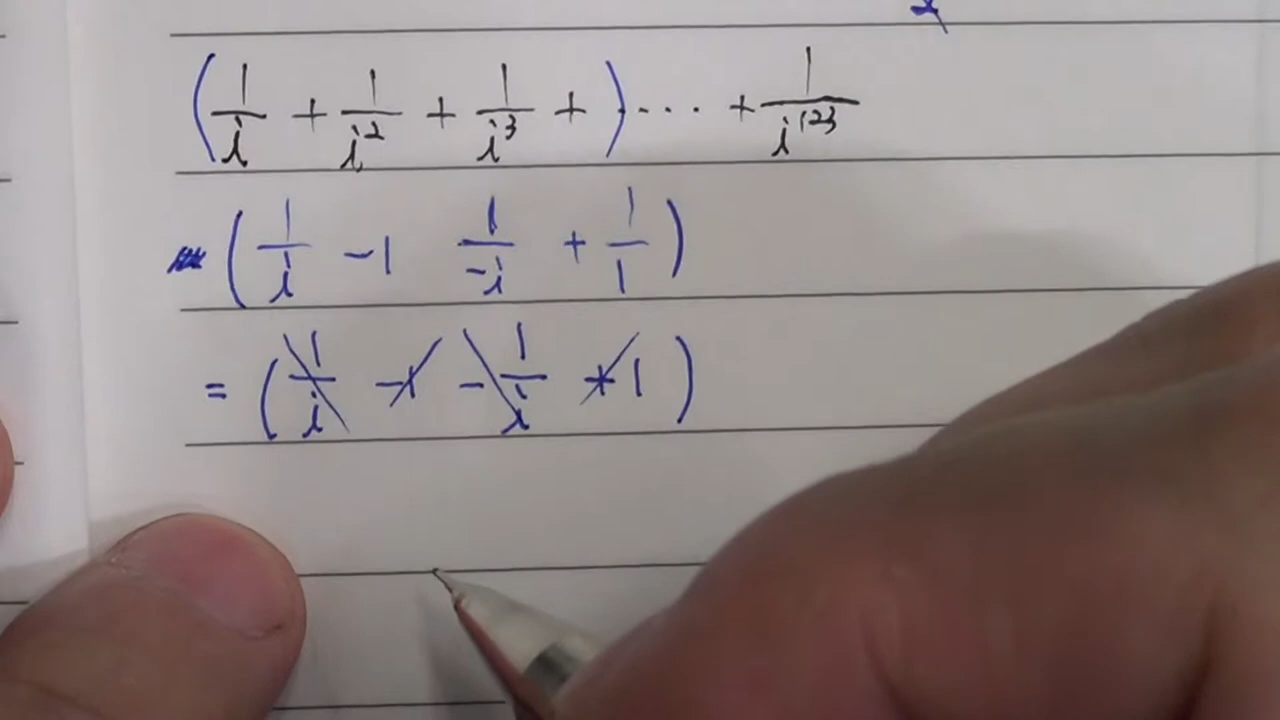 (1/i + 1/i² + 1/i³ + ) ... + 1/i¹²³
(1/i -1 1/-i + 1/1)
= (1/i -1 -1/i +1)